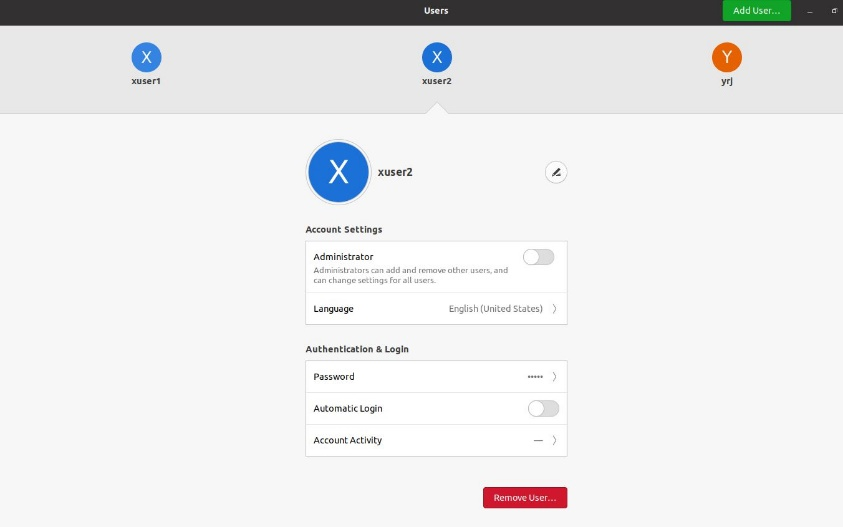 Users
Add User...
X
X
Y
xuser1
xuser2
yrj
X
xuser2
Account Settings
Administrator
Administrators can add and remove other users, and
can change settings for all users.
Language
English (United States)
Authentication & Login
Password
•••••
Automatic Login
Account Activity
—
Remove User...